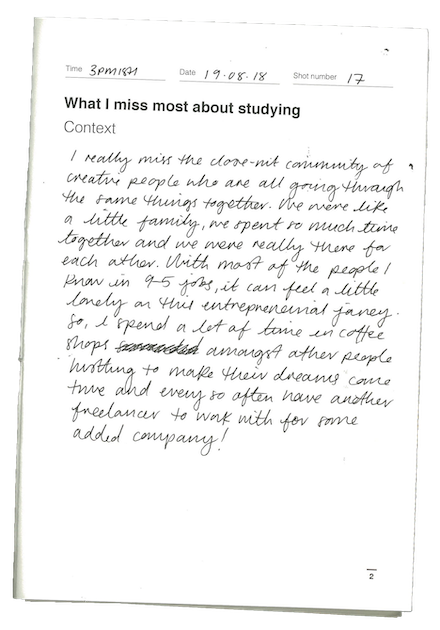 Time 3PM1ISH Date 19.08.18 Shot number 17
What I miss most about studying
Context
I really miss the close-nit community of
creative people who are all going through
the same things together. We were like
a little family, we spent so much time
together and we were really there for
each other. With most of the people I
know in 9-5 jobs, it can feel a little
lonely on this entrepreneurial
So, I spend a lot of time in coffee
shops amongst other people
hustling to make their dreams come
true and every so often have another
freelancer to work with for some
added company!
2